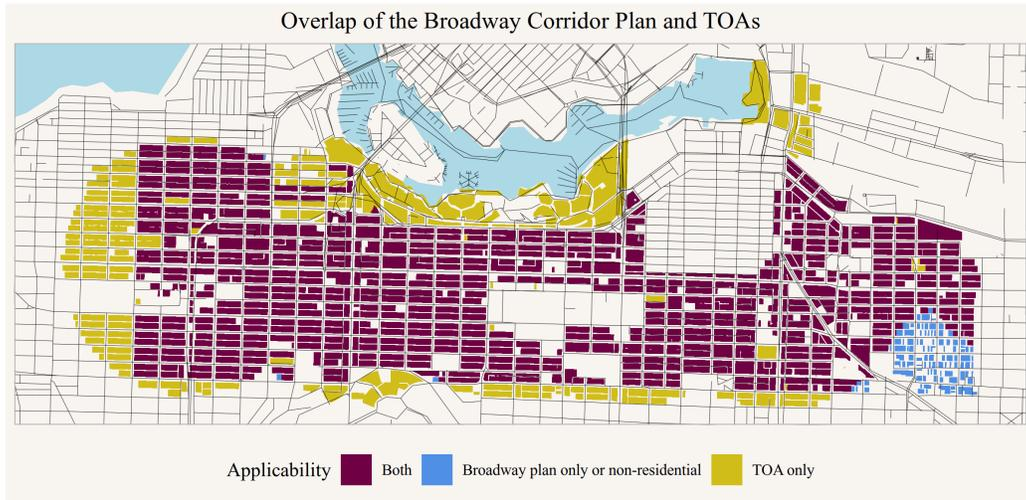 Overlap of the Broadway Corridor Plan and TOAs
Applicability Both Broadway plan only or non-residential TOA only